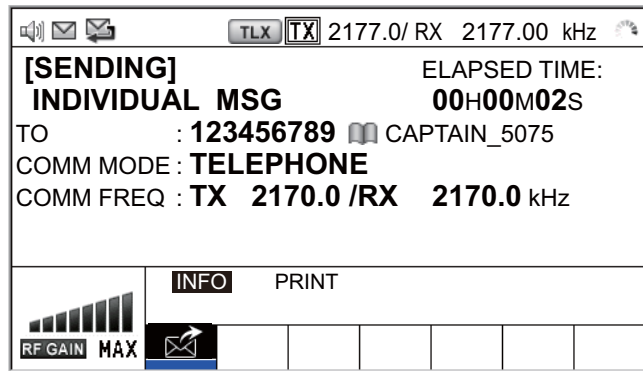 TLX TX 2177.0/ RX 2177.00 kHz
[SENDING] ELAPSED TIME:
INDIVIDUAL MSG 00H00M02S
TO : 123456789 CAPTAIN_5075
COMM MODE : TELEPHONE
COMM FREQ : TX 2170.0 /RX 2170.0 kHz
INFO PRINT
RF GAIN MAX